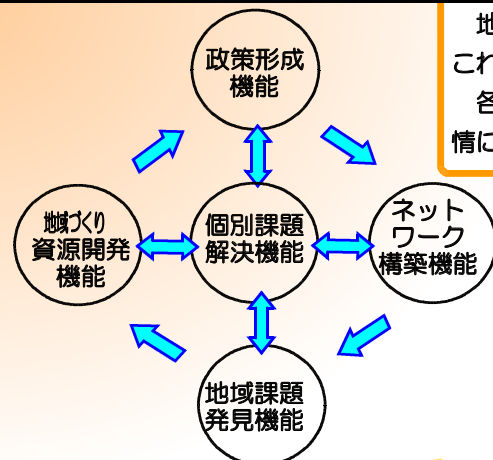 政策形成
機能
地
これ
各
情に
地域づくり
資源開発
機能
個別課題
解決機能
ネット
ワーク
構築機能
地域課題
発見機能